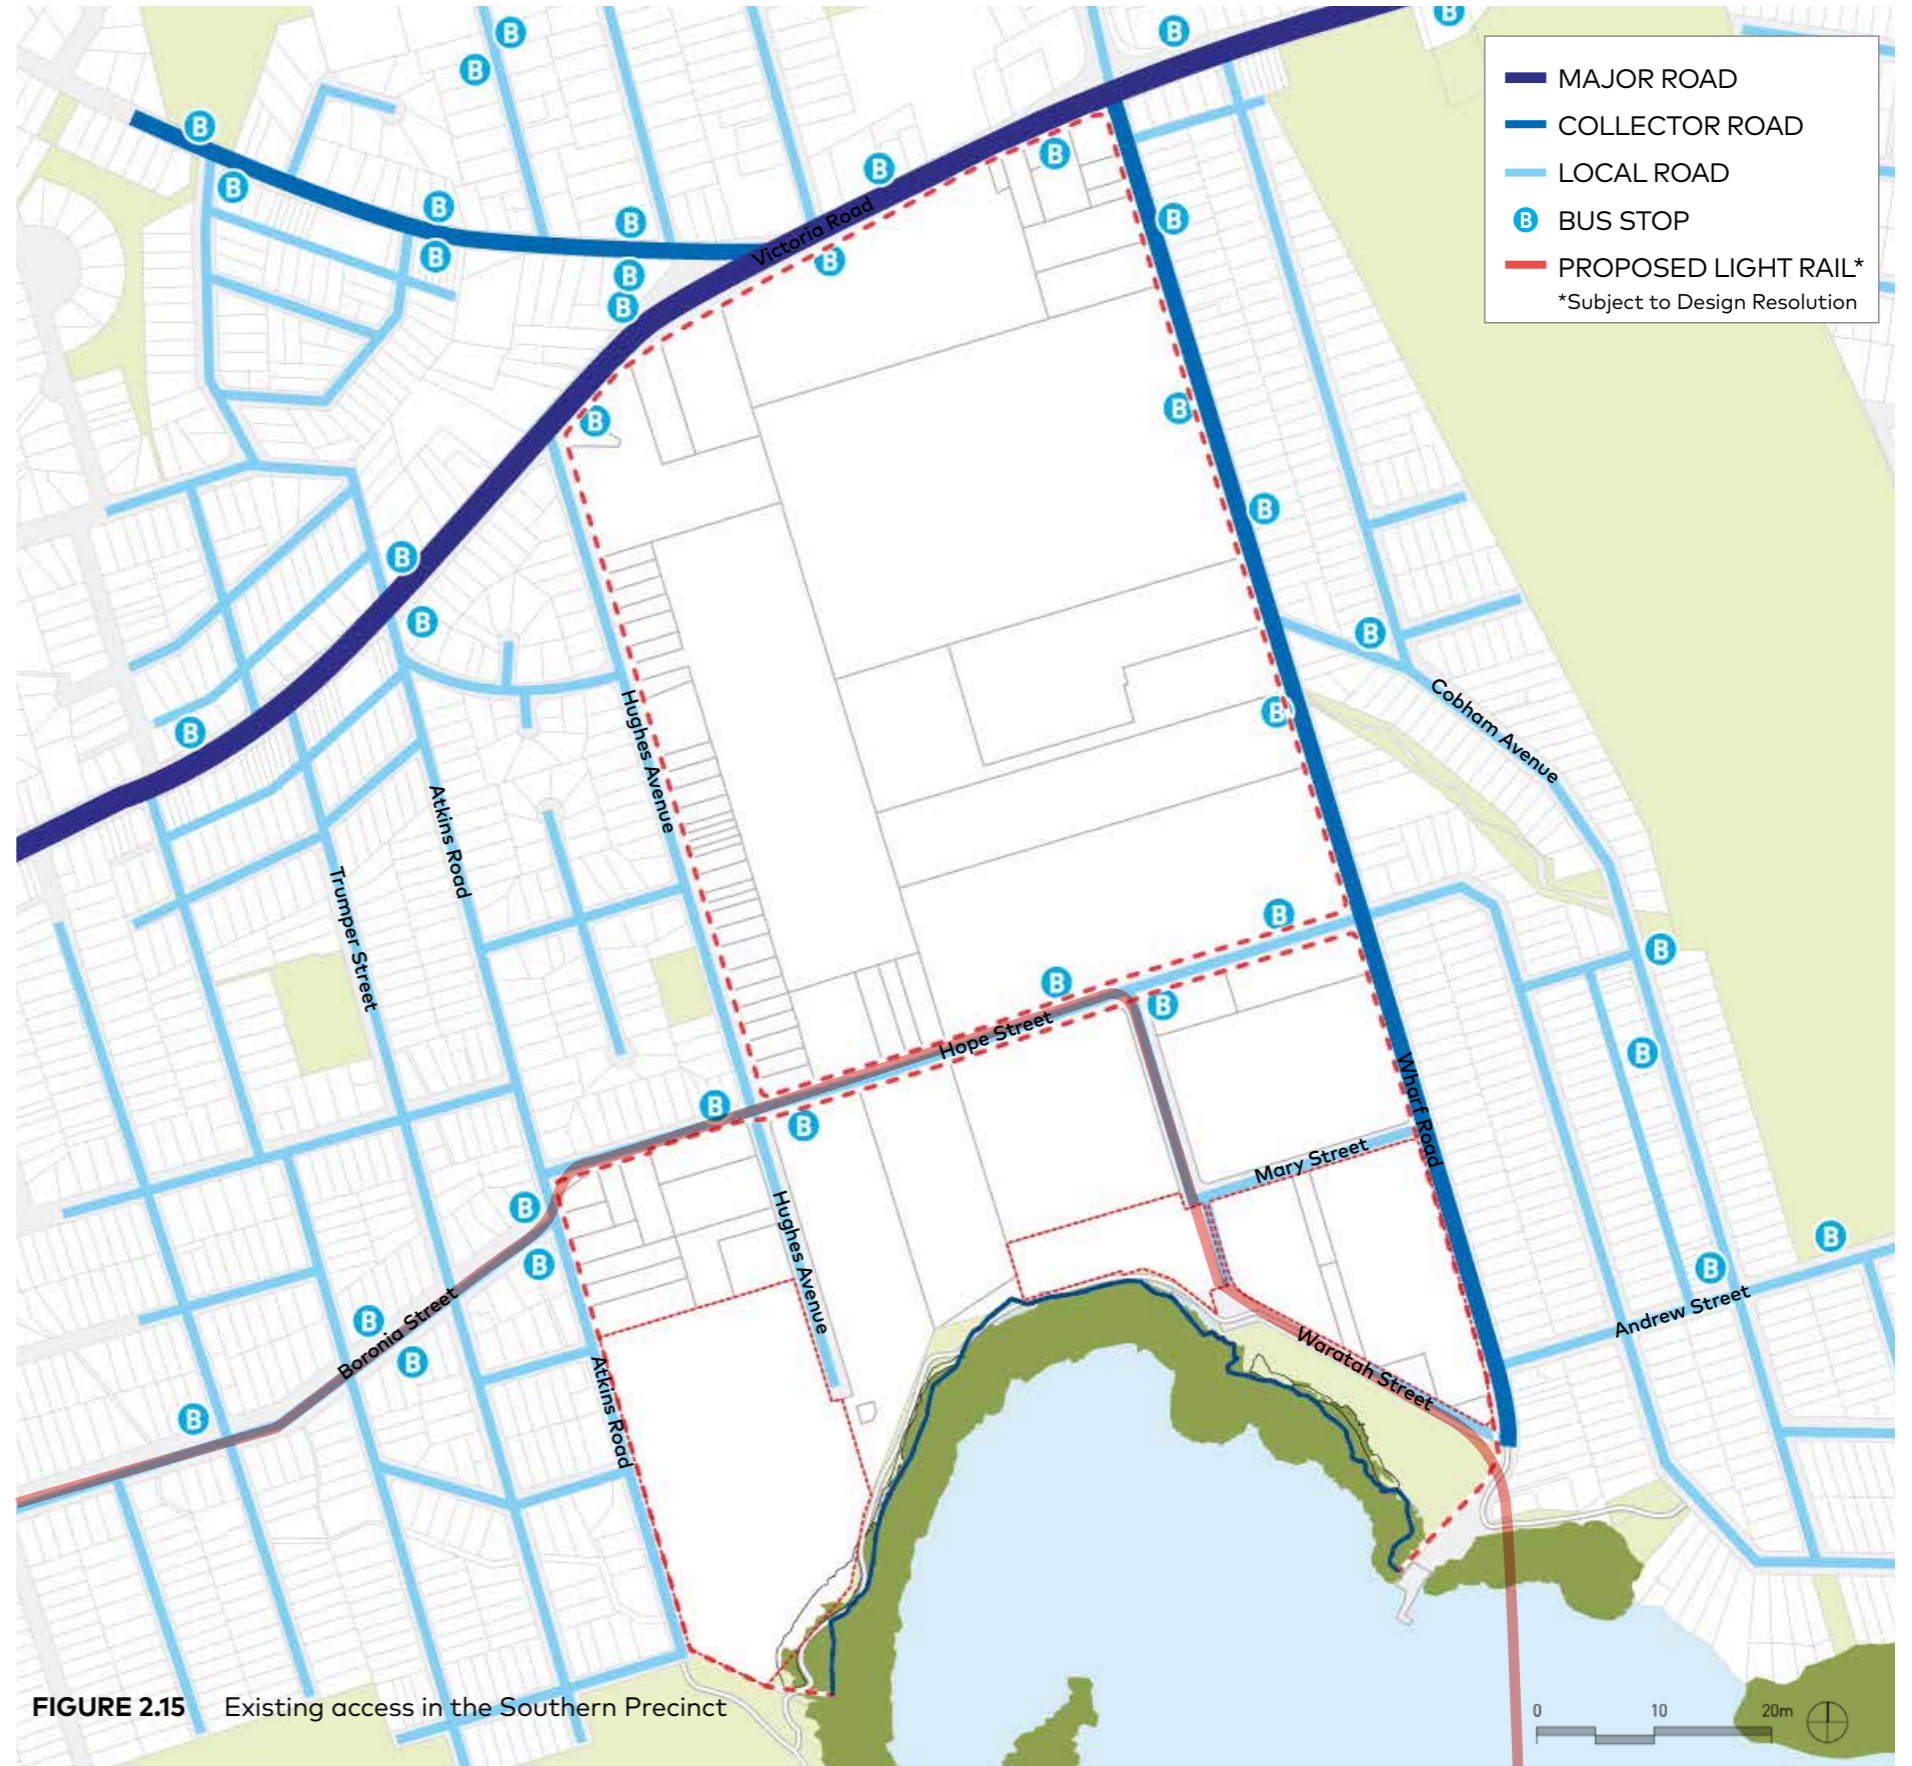 MAJOR ROAD
COLLECTOR ROAD
LOCAL ROAD
B BUS STOP
PROPOSED LIGHT RAIL*
*Subject to Design Resolution
B
B
B
B
B
B
B
B
B
B
B
B
B
Victoria Road
B
B
B
B
B
B
B
B
B
B
B
B
Hughes Avenue
Cobham Avenue
Atkins Road
Trumper Street
B
B
B
B
B
Hope Street
B
Wharf Road
B
B
Mary Street
B
B
Hughes Avenue
B
B
Andrew Street
Boronia Street
B
B
Waratah Street
Atkins Road
B
FIGURE 2.15 Existing access in the Southern Precinct
0 10 20m